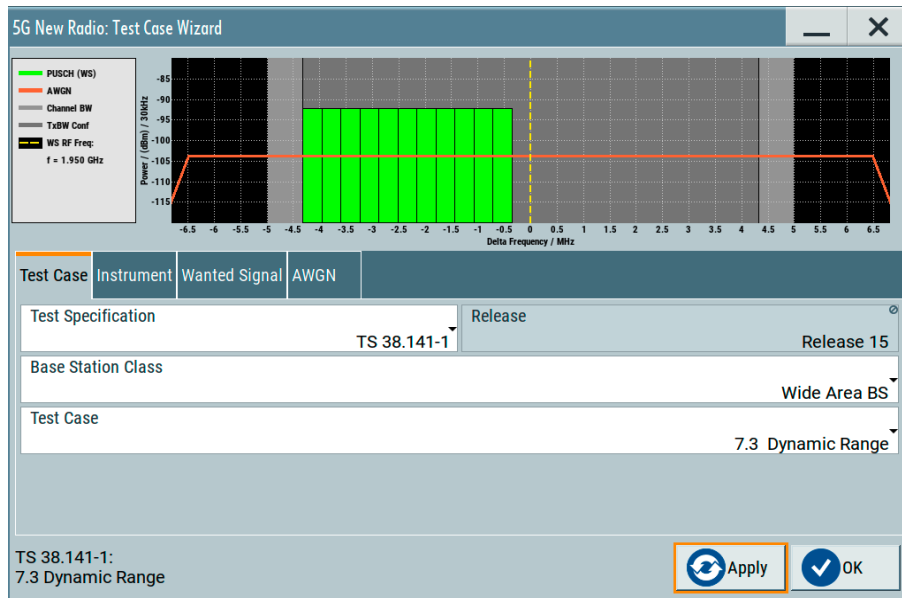 5G New Radio: Test Case Wizard
PUSCH (WS)
AWGN
Channel BW
TxBW Conf
WS RF Freq:
f = 1.950 GHz
Power / (dBm) / 30kHz
-85
-90
-95
-100
-105
-110
-115
-6.5 -6 -5.5 -5 -4.5 -4 -3.5 -3 -2.5 -2 -1.5 -1 -0.5 0 0.5 1 1.5 2 2.5 3 3.5 4 4.5 5 5.5 6 6.5
Delta Frequency / MHz
Test Case Instrument Wanted Signal AWGN
Test Specification
TS 38.141-1
Release
Release 15
Base Station Class
Wide Area BS
Test Case
7.3 Dynamic Range
TS 38.141-1:
7.3 Dynamic Range
Apply
OK